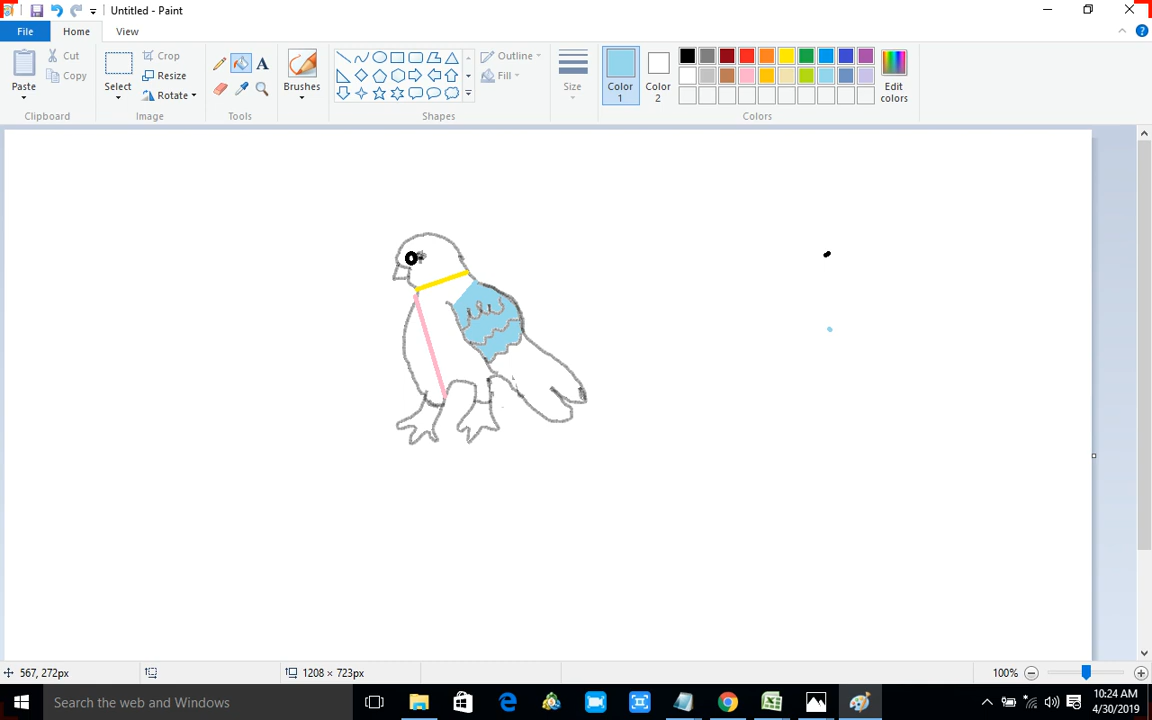 Untitled - Paint
File Home View
Paste
Cut
Copy
Clipboard
Select
Crop
Resize
Rotate
Image
A
Tools
Brushes
Outline
Fill
Shapes
Size
Color 1
Color 2
Edit colors
Colors
567, 272px
1208 × 723px
100%
Search the web and Windows
10:24 AM
4/30/2019